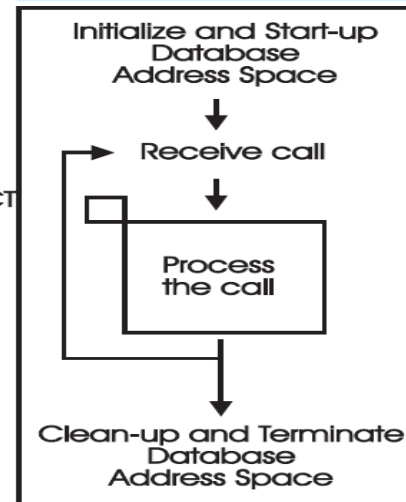 Initialize and Start-up
Database
Address Space
Receive call
CT
Process
the call
Clean-up and Terminate
Database
Address Space